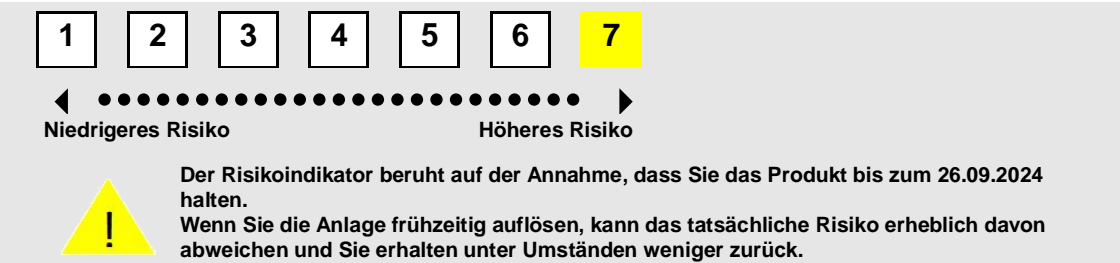 1 2 3 4 5 6 7
Niedrigeres Risiko Höheres Risiko
Der Risikoindikator beruht auf der Annahme, dass Sie das Produkt bis zum 26.09.2024
halten.
Wenn Sie die Anlage frühzeitig auflösen, kann das tatsächliche Risiko erheblich davon
abweichen und Sie erhalten unter Umständen weniger zurück.
!